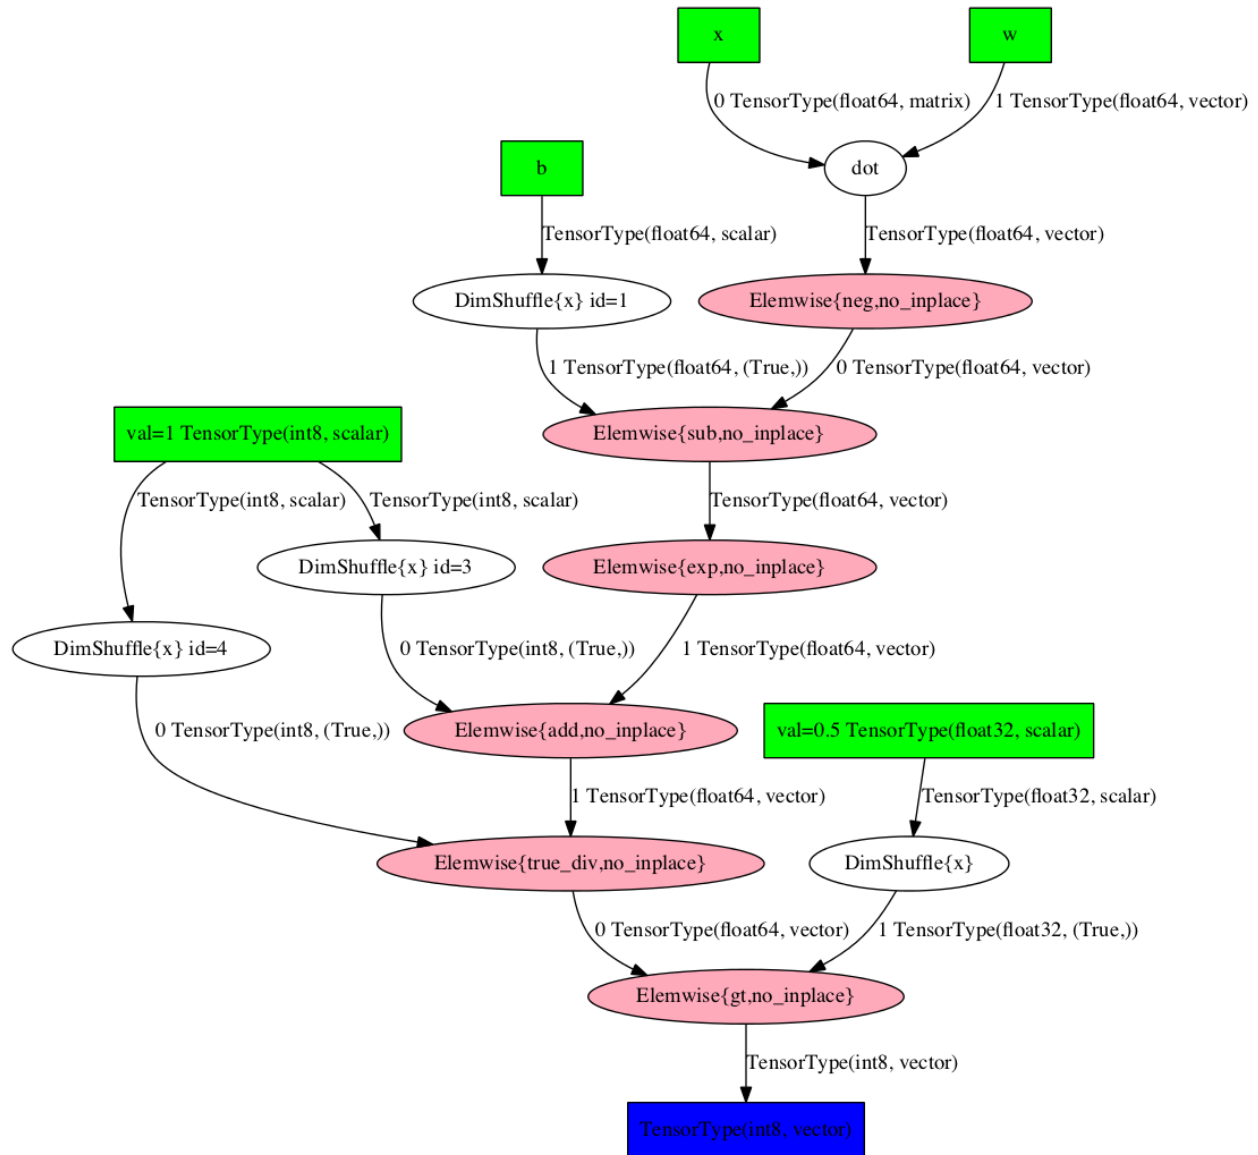 x
w
0 TensorType(float64, matrix)
1 TensorType(float64, vector)
b
dot
TensorType(float64, scalar)
TensorType(float64, vector)
DimShuffle{x} id=1
Elemwise{neg,no_inplace}
1 TensorType(float64, (True,))
0 TensorType(float64, vector)
val=1 TensorType(int8, scalar)
Elemwise{sub,no_inplace}
TensorType(int8, scalar)
TensorType(int8, scalar)
TensorType(float64, vector)
DimShuffle{x} id=3
Elemwise{exp,no_inplace}
DimShuffle{x} id=4
0 TensorType(int8, (True,))
1 TensorType(float64, vector)
0 TensorType(int8, (True,))
Elemwise{add,no_inplace}
val=0.5 TensorType(float32, scalar)
1 TensorType(float64, vector)
TensorType(float32, scalar)
Elemwise{true_div,no_inplace}
DimShuffle{x}
0 TensorType(float64, vector)
1 TensorType(float32, (True,))
Elemwise{gt,no_inplace}
TensorType(int8, vector)
TensorType(int8, vector)